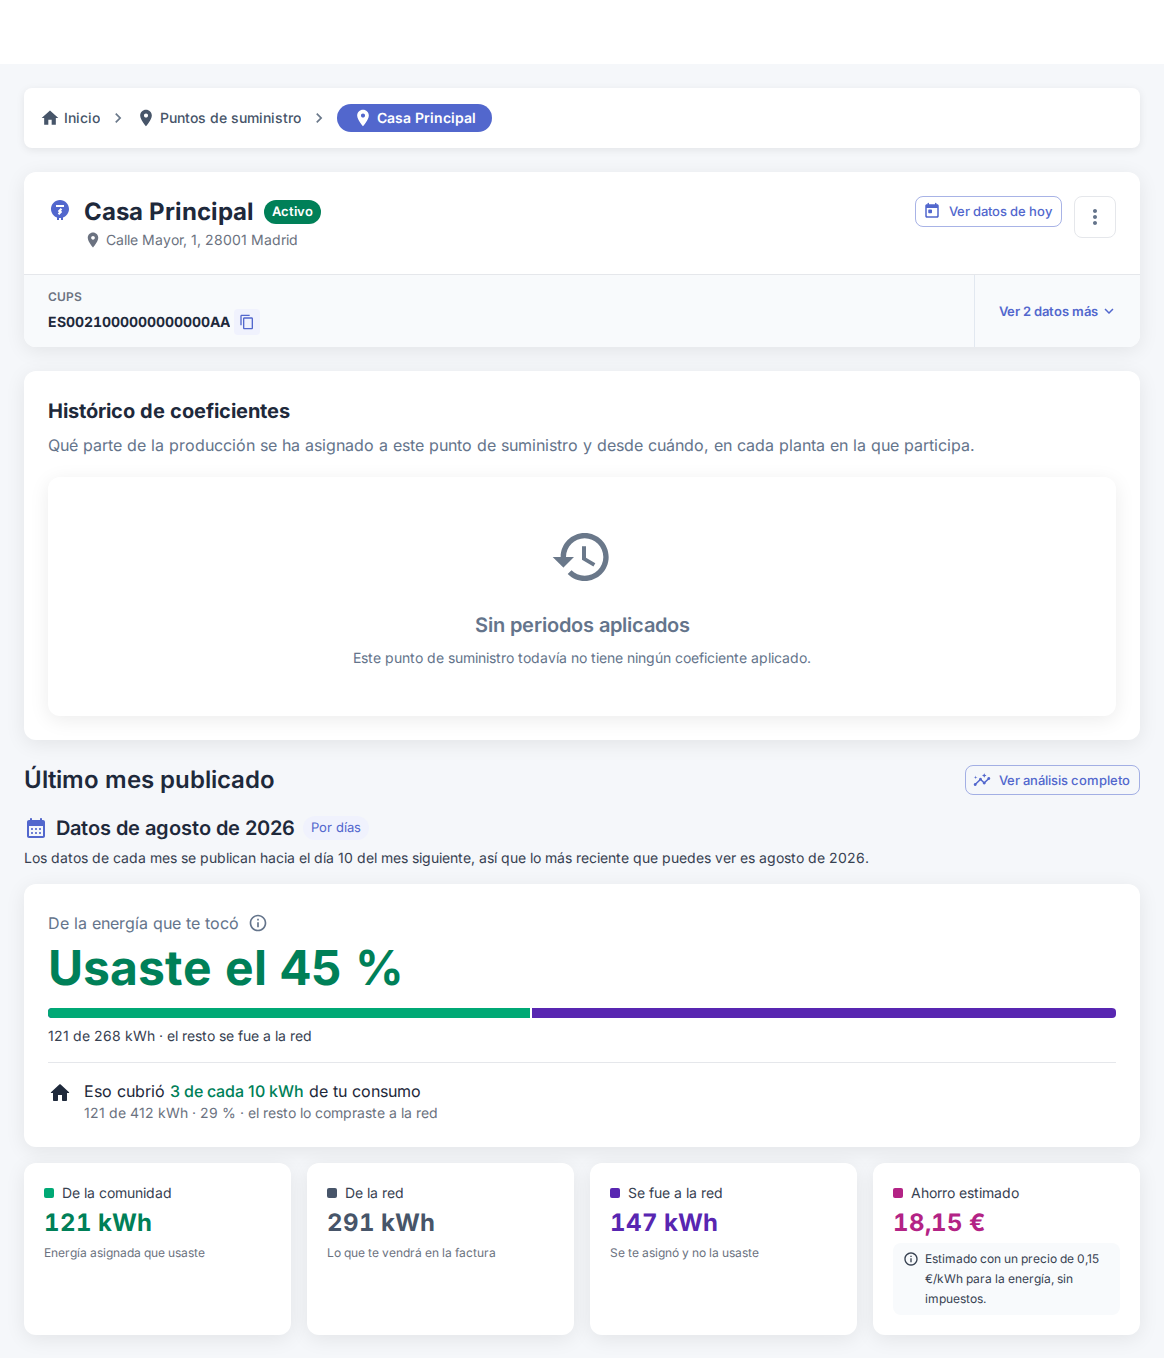 Inicio
Puntos de suministro
Casa Principal
Casa Principal
Activo
Ver datos de hoy
Calle Mayor, 1, 28001 Madrid
CUPS
ES0021000000000000AA
Ver 2 datos más
Histórico de coeficientes
Qué parte de la producción se ha asignado a este punto de suministro y desde cuándo, en cada planta en la que participa.
Sin periodos aplicados
Este punto de suministro todavía no tiene ningún coeficiente aplicado.
Último mes publicado
Ver análisis completo
Datos de agosto de 2026
Por días
Los datos de cada mes se publican hacia el día 10 del mes siguiente, así que lo más reciente que puedes ver es agosto de 2026.
De la energía que te tocó
Usaste el 45 %
121 de 268 kWh · el resto se fue a la red
Eso cubrió 3 de cada 10 kWh de tu consumo
121 de 412 kWh · 29 % · el resto lo compraste a la red
De la comunidad
121 kWh
Energía asignada que usaste
De la red
291 kWh
Lo que te vendrá en la factura
Se fue a la red
147 kWh
Se te asignó y no la usaste
Ahorro estimado
18,15 €
Estimado con un precio de 0,15
€/kWh para la energía, sin
impuestos.